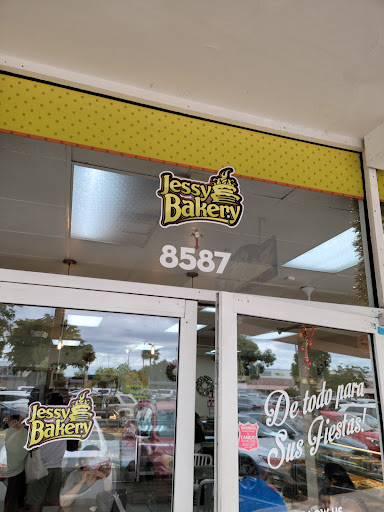 Jessy
Bakery
8587
Jessy
Bakery
De todo para
Sus Fiestas!